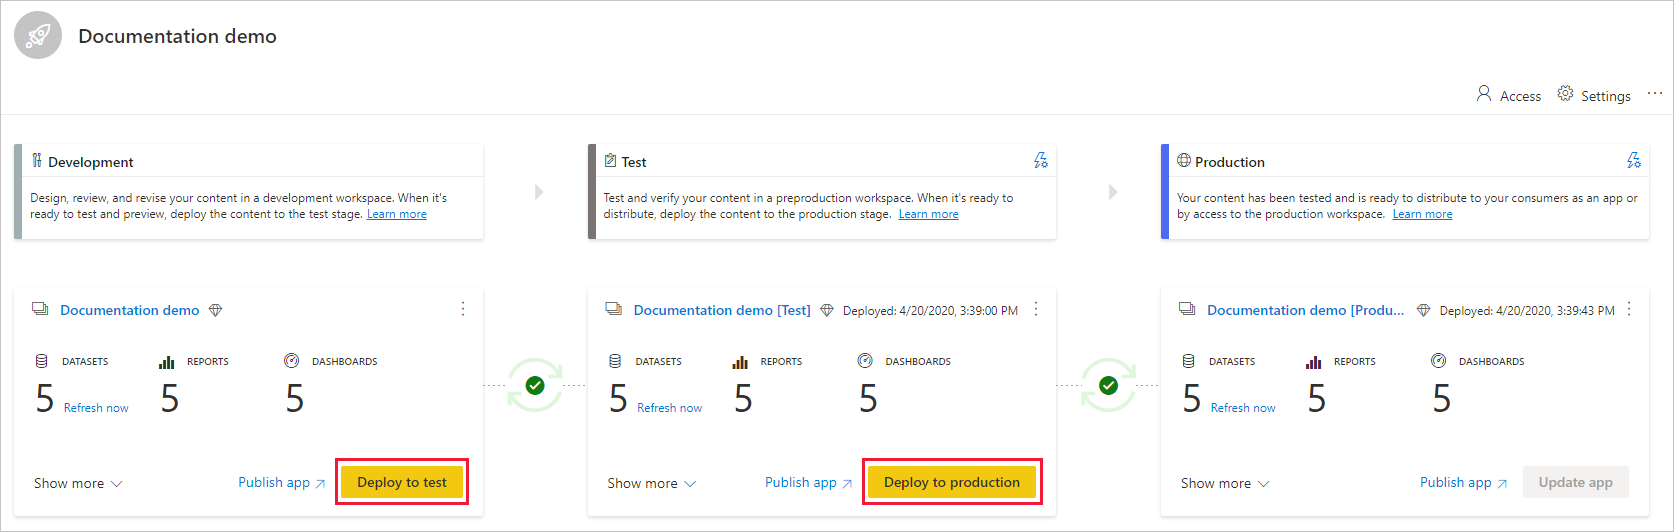 Documentation demo
Access Settings ...
Development
Design, review, and revise your content in a development workspace. When it's
ready to test and preview, deploy the content to the test stage. Learn more
Test
Test and verify your content in a preproduction workspace. When it's ready to
distribute, deploy the content to the production stage. Learn more
Production
Your content has been tested and is ready to distribute to your consumers as an app or
by access to the production workspace. Learn more
Documentation demo
DATASETS REPORTS DASHBOARDS
5 Refresh now 5 5
Show more Publish app Deploy to test
Documentation demo [Test] Deployed: 4/20/2020, 3:39:00 PM
DATASETS REPORTS DASHBOARDS
5 Refresh now 5 5
Show more Publish app Deploy to production
Documentation demo [Produ... Deployed: 4/20/2020, 3:39:43 PM
DATASETS REPORTS DASHBOARDS
5 Refresh now 5 5
Show more Publish app Update app